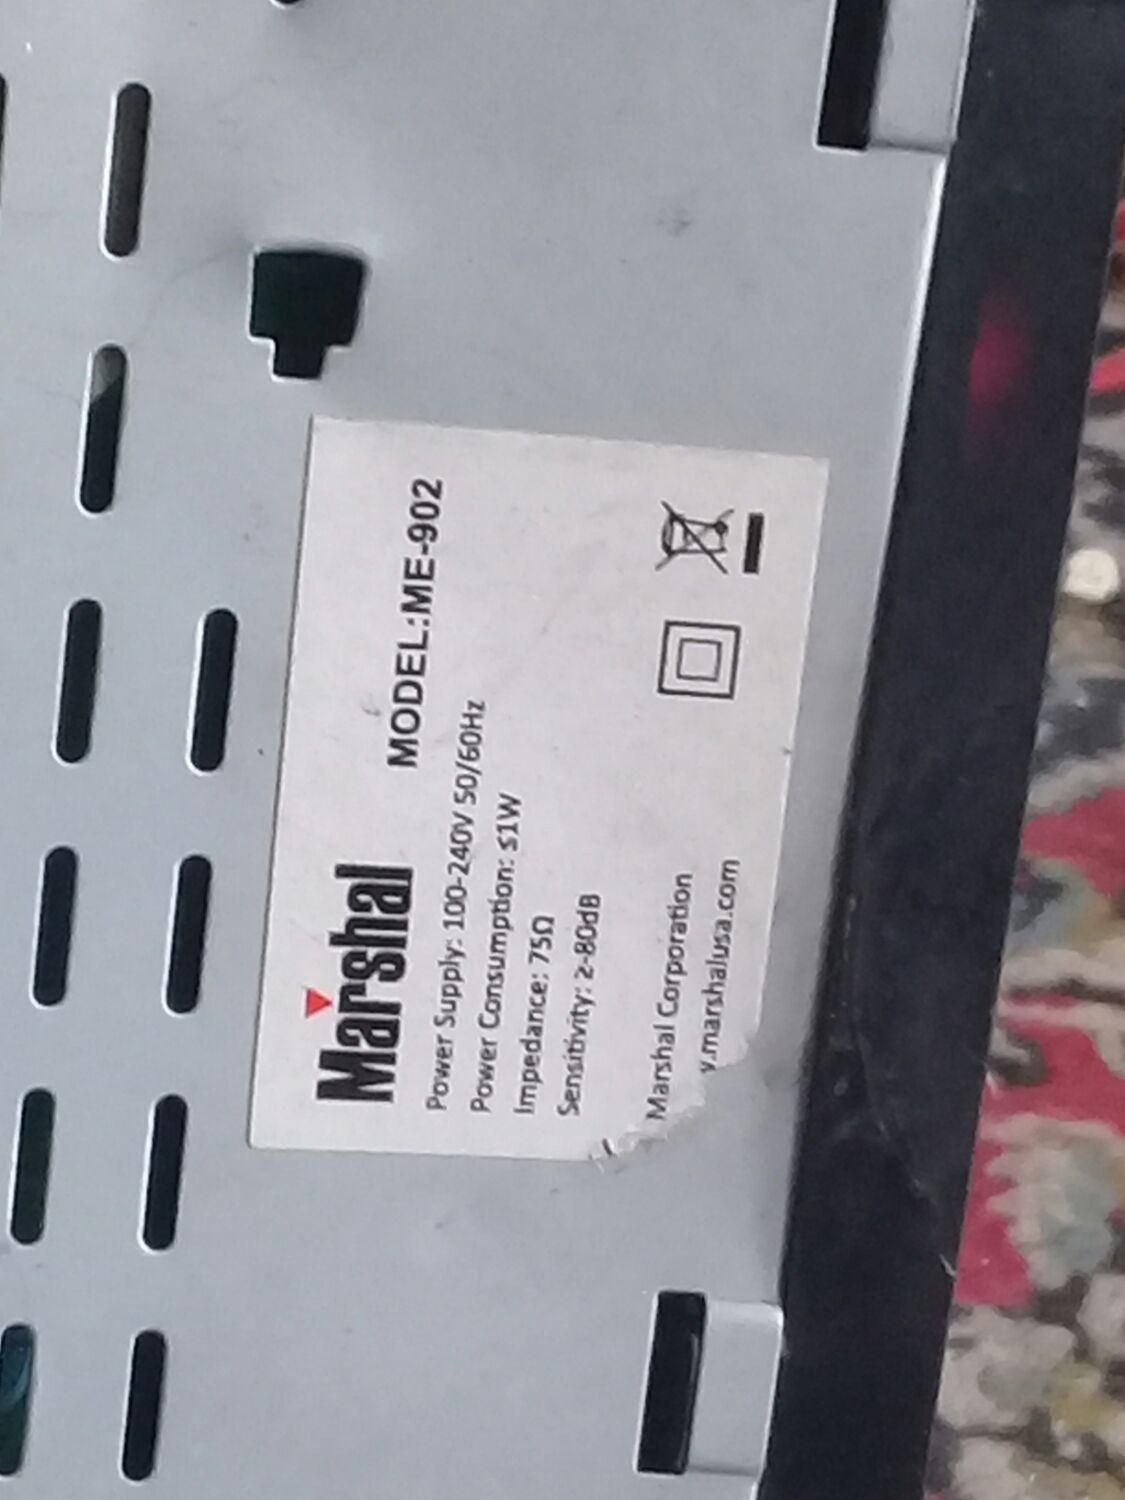 Marshal
MODEL:ME-902
Power Supply: 100-240V 50/60Hz
Power Consumption: ≤1W
Impedance: 75Ω
Sensitivity: ≥-80dB
Marshal Corporation
.marshalusa.com